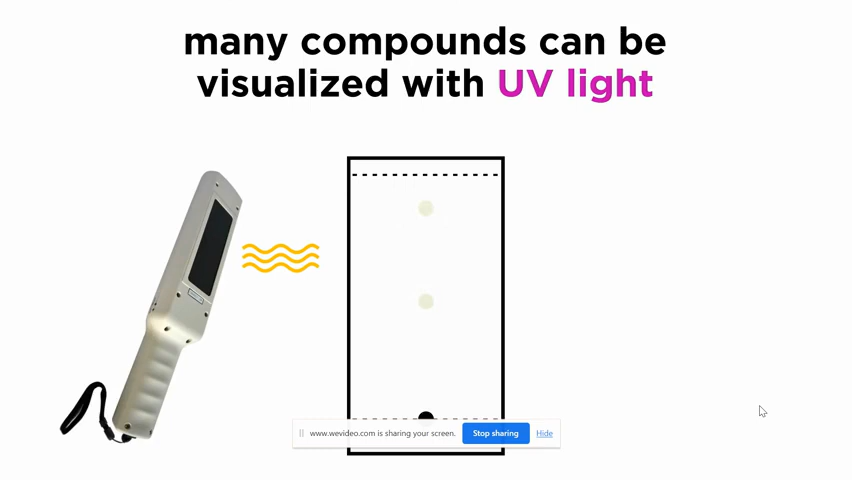 many compounds can be
visualized with UV light
www.wevideo.com is sharing your screen. Stop sharing Hide